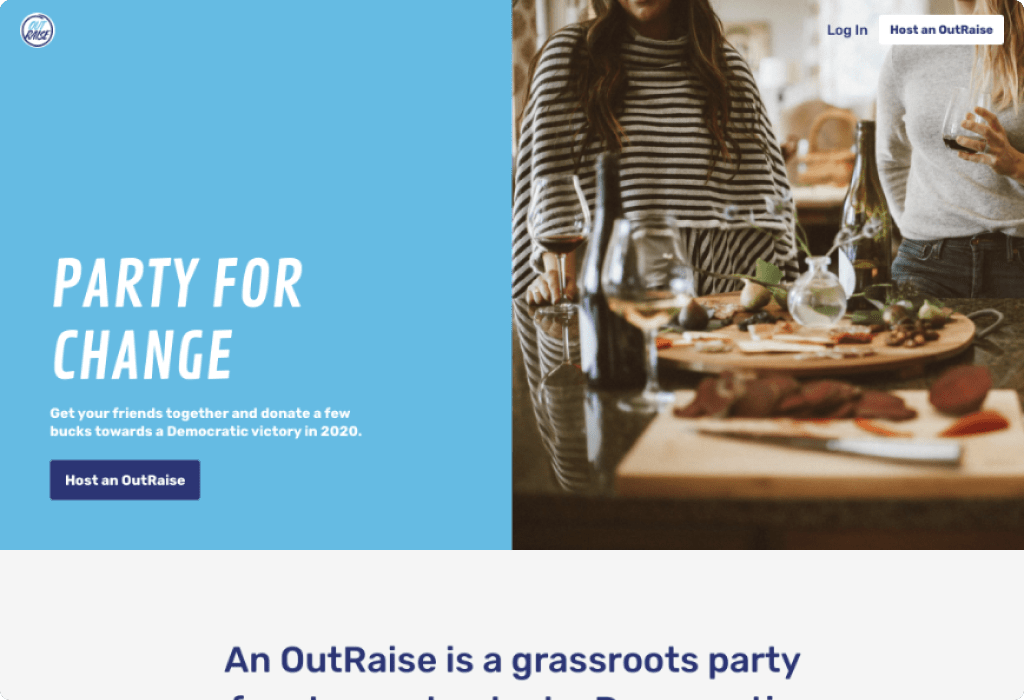 OUT
RAISE
Log In
Host an OutRaise
PARTY FOR
CHANGE
Get your friends together and donate a few
bucks towards a Democratic victory in 2020.
Host an OutRaise
An OutRaise is a grassroots party